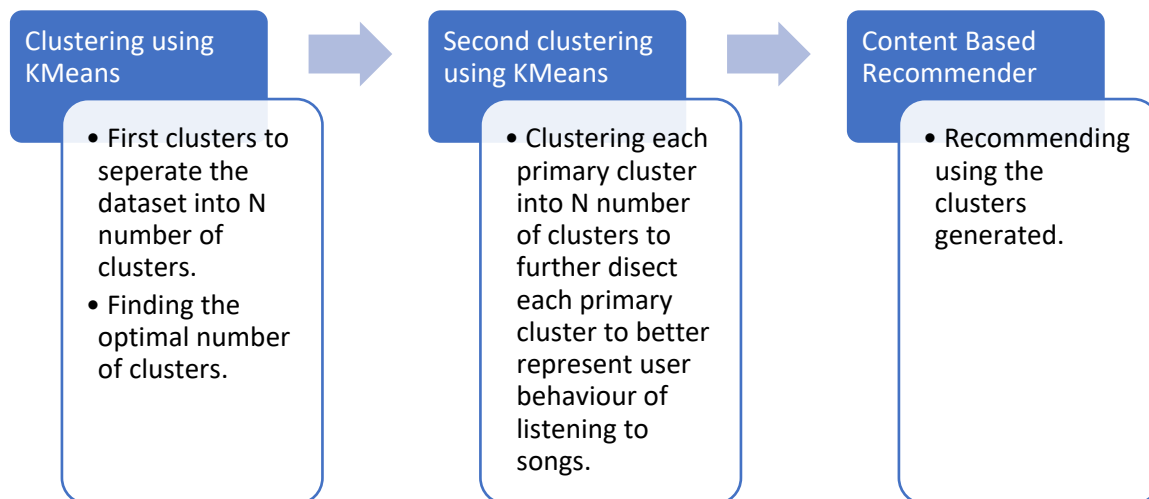 Clustering using
KMeans
• First clusters to
seperate the
dataset into N
number of
clusters.
• Finding the
optimal number
of clusters.
Second clustering
using KMeans
• Clustering each
primary cluster
into N number
of clusters to
further disect
each primary
cluster to better
represent user
behaviour of
listening to
songs.
Content Based
Recommender
• Recommending
using the
clusters
generated.